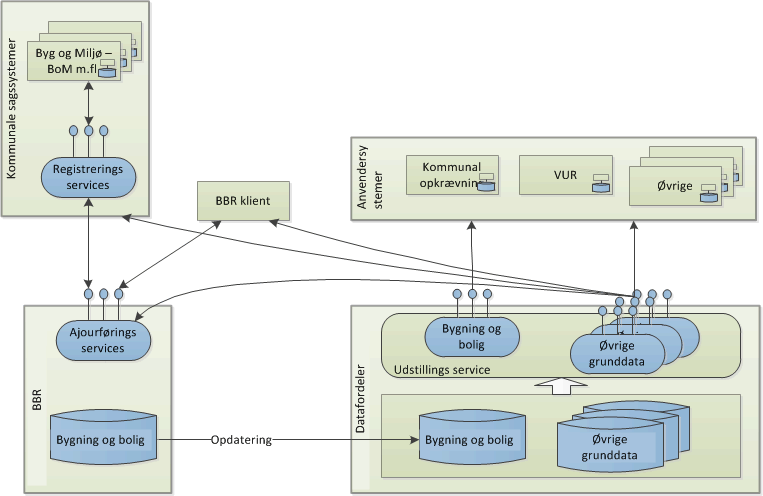 Kommunale sagssystemer
Byg og Miljø –
BoM m.fl
Registrerings
services
BBR klient
Anvendersy
stemer
Kommunal
opkrævning
VUR
Øvrige
BBR
Ajourførings
services
Bygning og bolig
Opdatering
Datafordeler
Bygning og
bolig
Øvrige
grunddata
Udstillings service
Bygning og bolig
Øvrige
grunddata